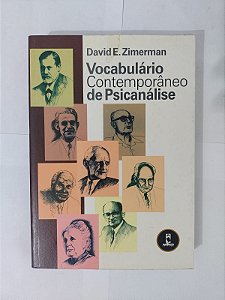 David E. Zimerman
Vocabulário
Contemporâneo
de Psicanálise